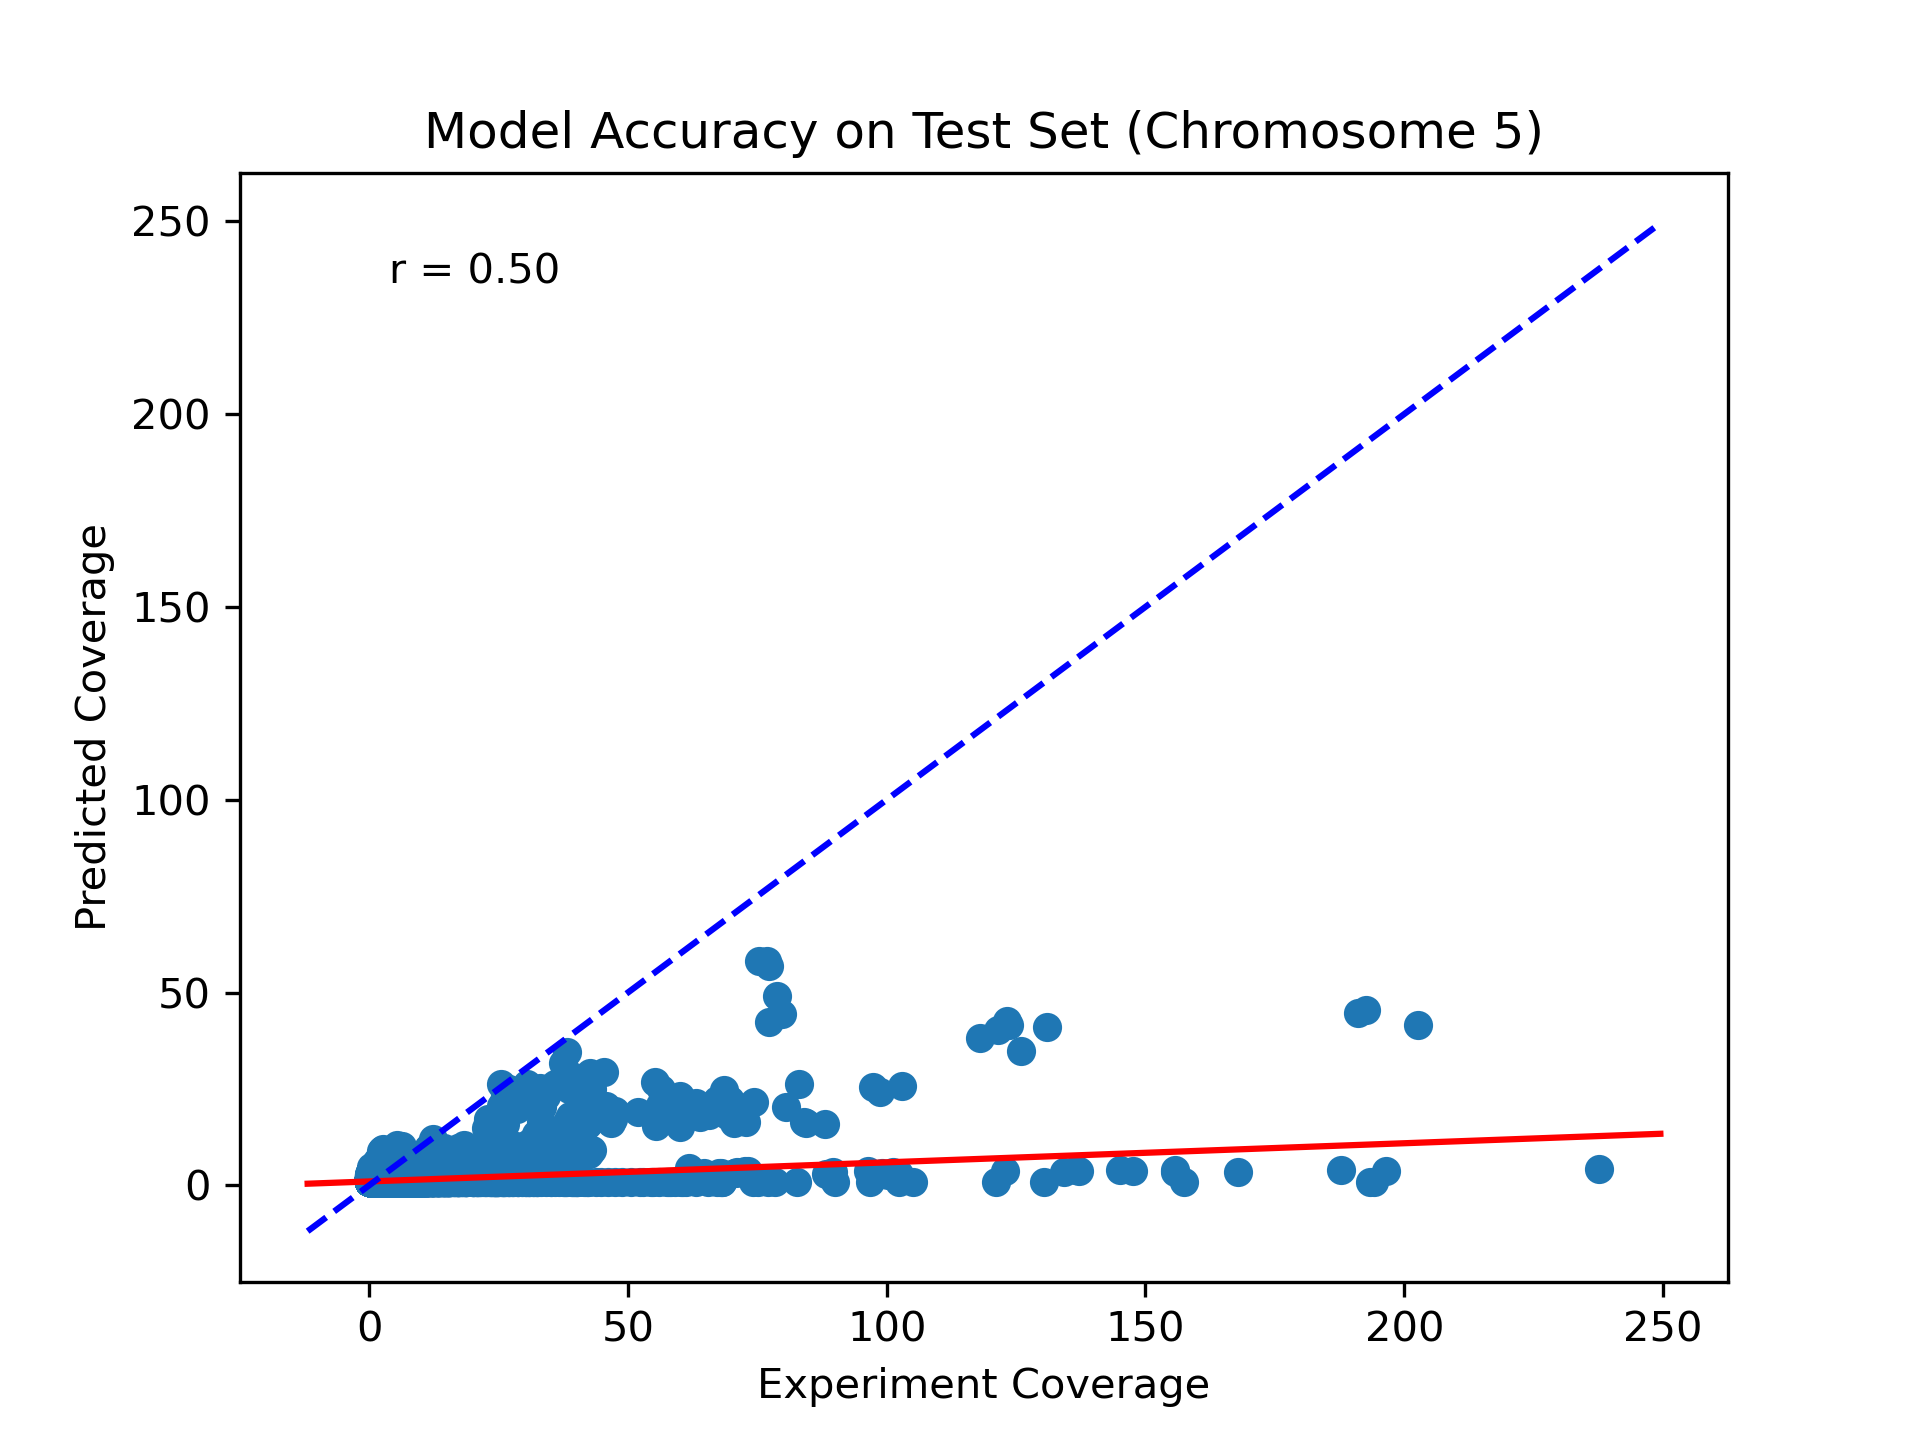 Model Accuracy on Test Set (Chromosome 5)
250
r = 0.50
200
150
100
50
0
Predicted Coverage
0 50 100 150 200 250
Experiment Coverage